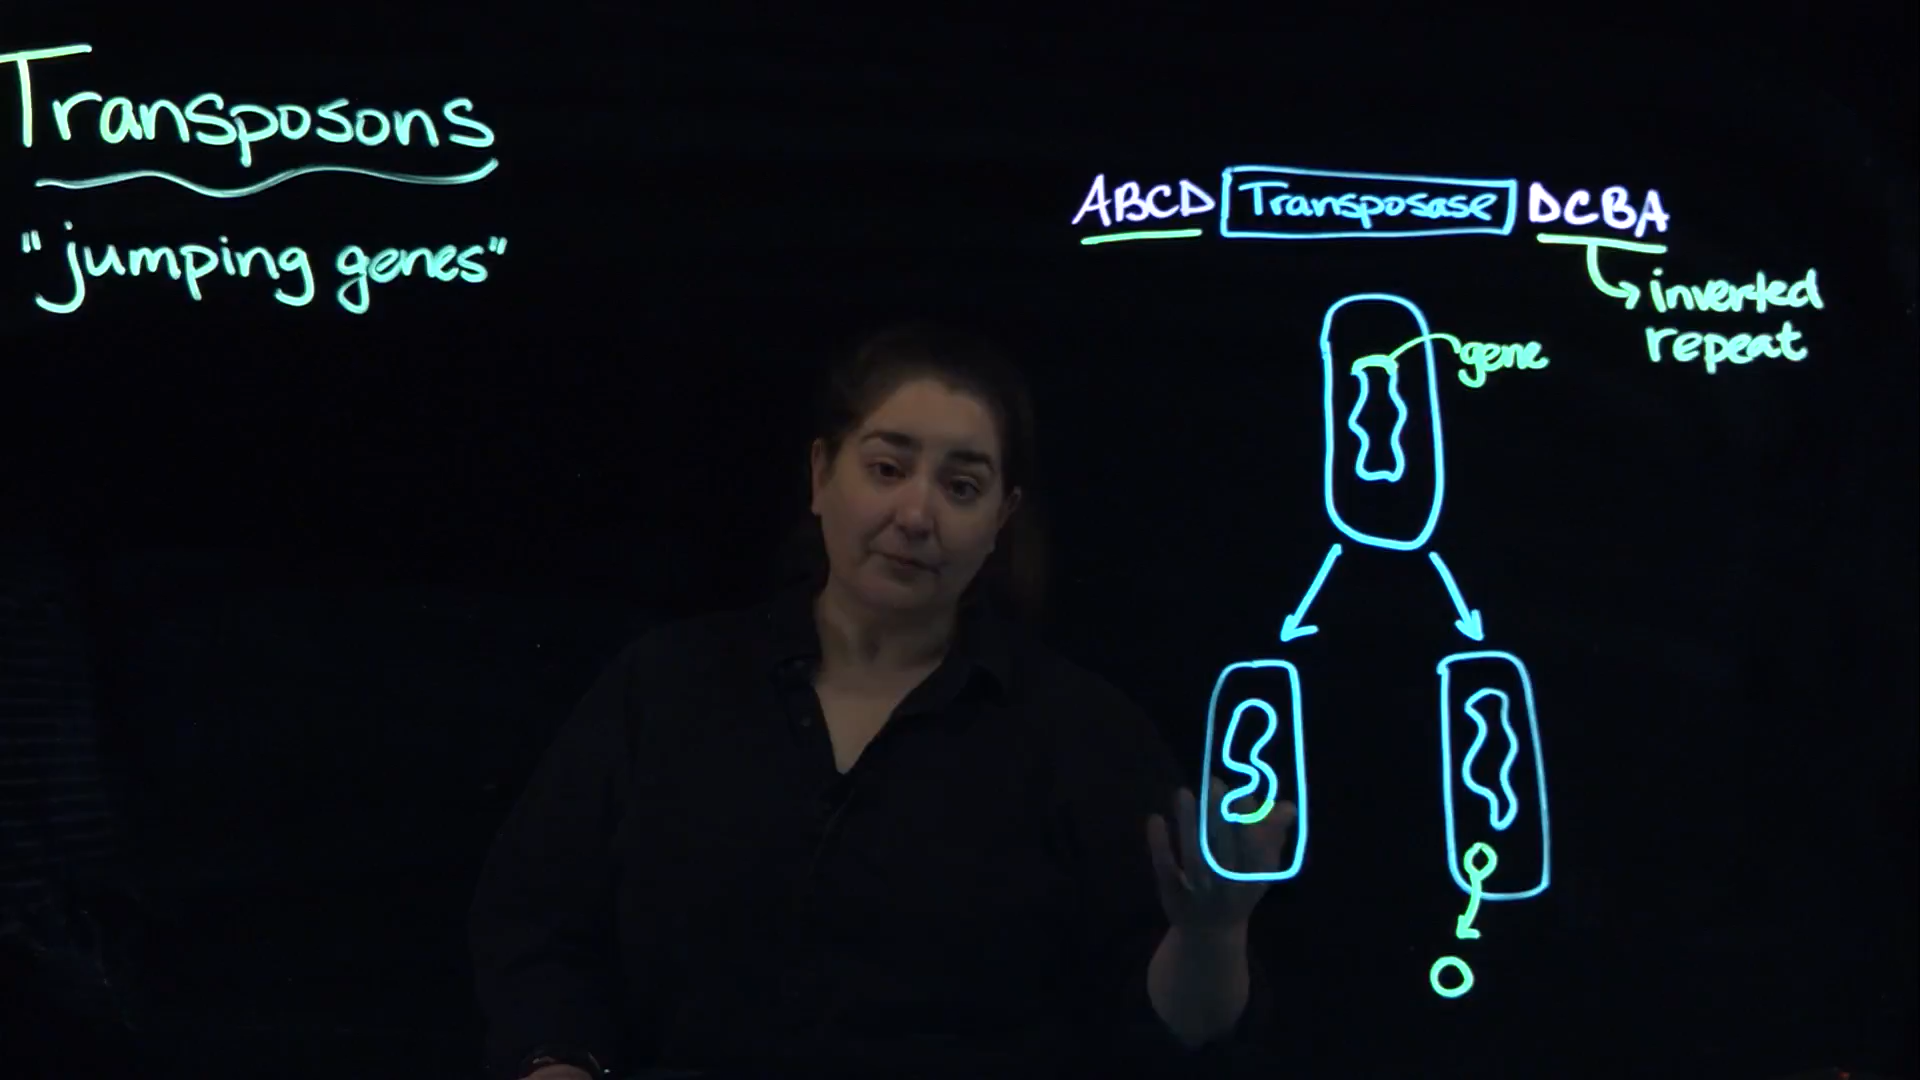 Transposons
"jumping genes"
ABCD Transposase DCBA
inverted
repeat
gene